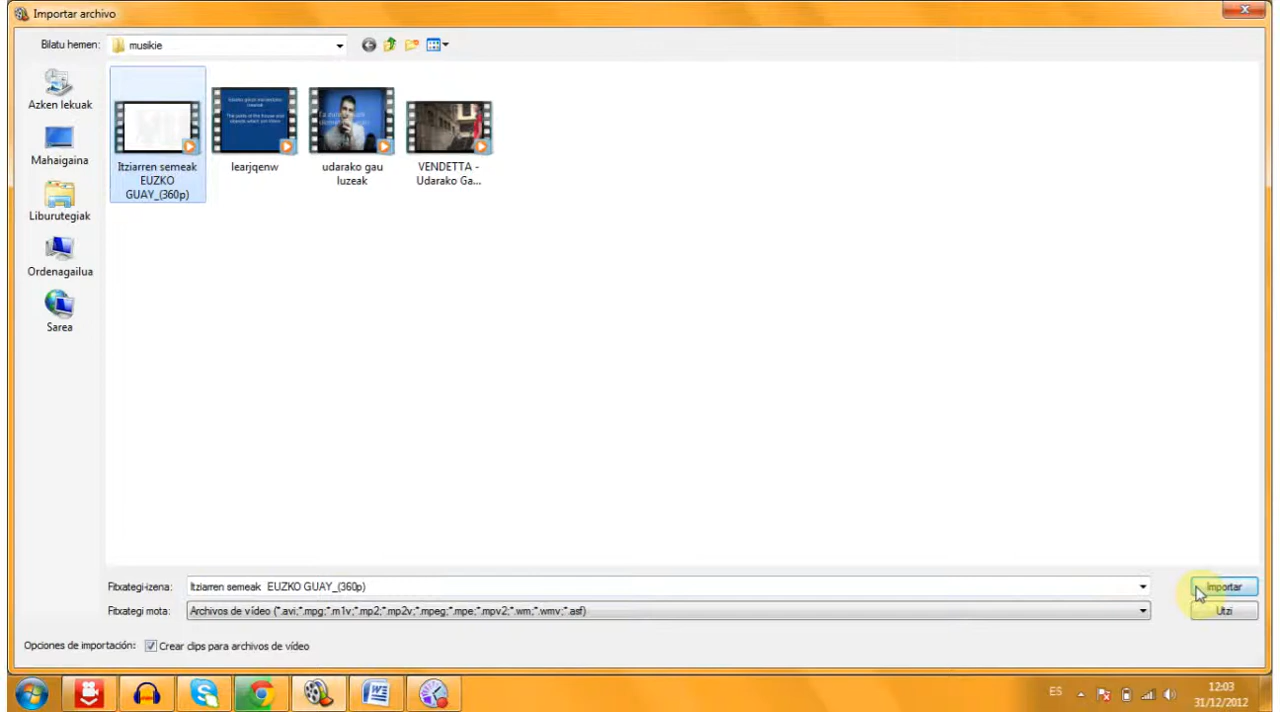 Importar archivo
Bilatu hemen:
musikie
Azken lekuak
Mahaigaina
Liburutegiak
Ordenagailua
Sarea
Itziarren semeak
EUZKO
GUAY_(360p)
learjqenw
udarako gau
luzeak
VENDETTA -
Udarako Ga...
Fitxategi-izena:
Itziarren semeak EUZKO GUAY_(360p)
Importar
Fitxategi mota:
Archivos de vídeo (*.avi;*.mpg;*.m1v;*.mp2;*.mp2v;*.mpeg;*.mpe;*.mpv2;*.wm;*.wmv;*.asf)
Utzi
Opciones de importación:
Crear clips para archivos de vídeo
ES
12:03
31/12/2012